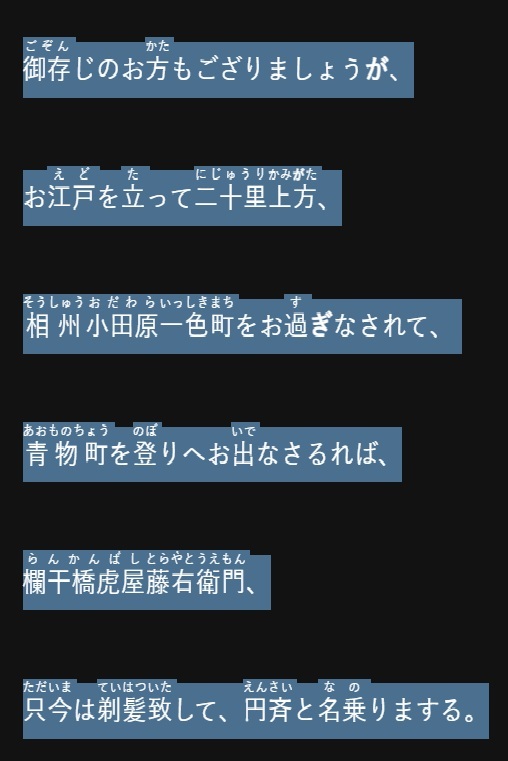 ごぞん かた
御存じのお方もござりましょうが、
えど た にじゅうりかみがた
お江戸を立って二十里上方、
そうしゅうおだわらいっしきまち す
相州小田原一色町をお過ぎなされて、
あおものちょう のぼ いで
青物町を登りへお出なさるれば、
らんかんばしとらやとうえもん
欄干橋虎屋藤右衛門、
ただいま ていはついた えんさい なの
只今は剃髪致して、円斉と名乗りまする。